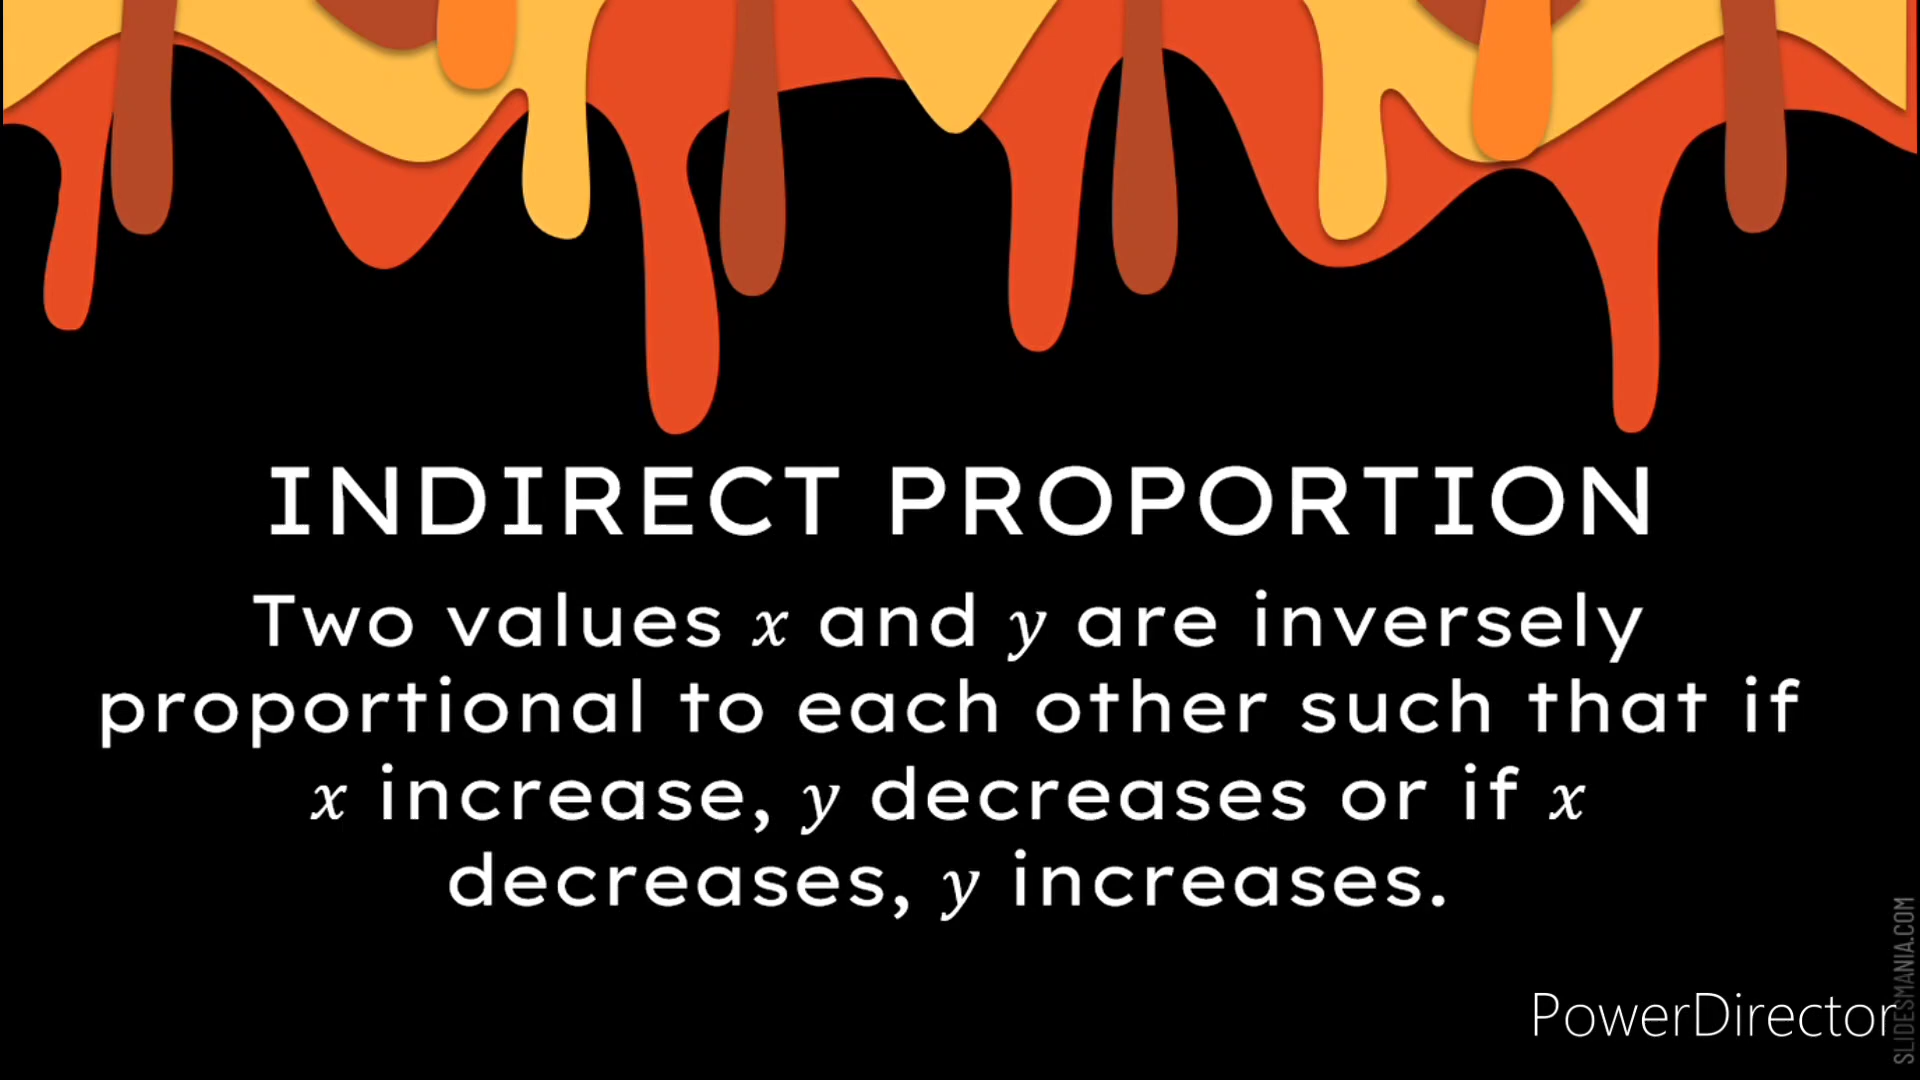 INDIRECT PROPORTION
Two values x and y are inversely
proportional to each other such that if
x increase, y decreases or if x
decreases, y increases.
PowerDirector
SLIDESMANIA.COM